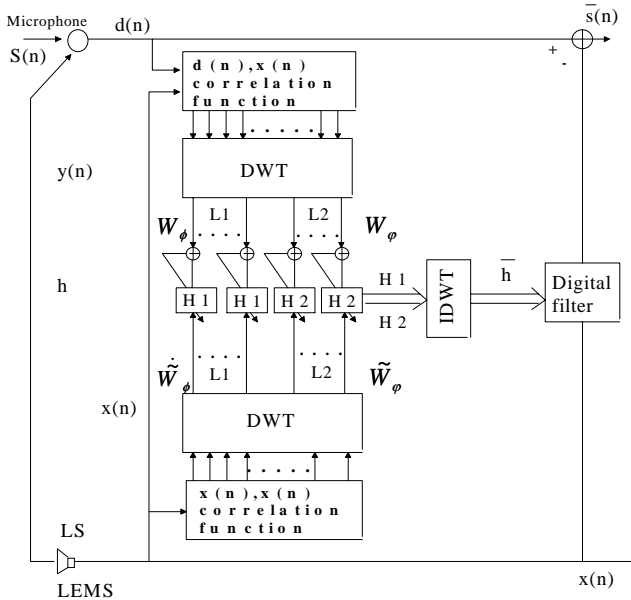 Microphone
d(n)
s̅(n)
S(n)
+
-
d(n),x(n)
correlation
function
. . . . .
DWT
y(n)
L1
L2
W_ϕ
. . . .
. . . .
W_φ
h
H1
H1
H2
H2
H1
H2
IDWT
h̅
Digital
filter
. . . .
. . . .
W̃_ϕ
L1
L2
W̃_φ
x(n)
DWT
. . . . .
x(n),x(n)
correlation
function
LS
LEMS
x(n)